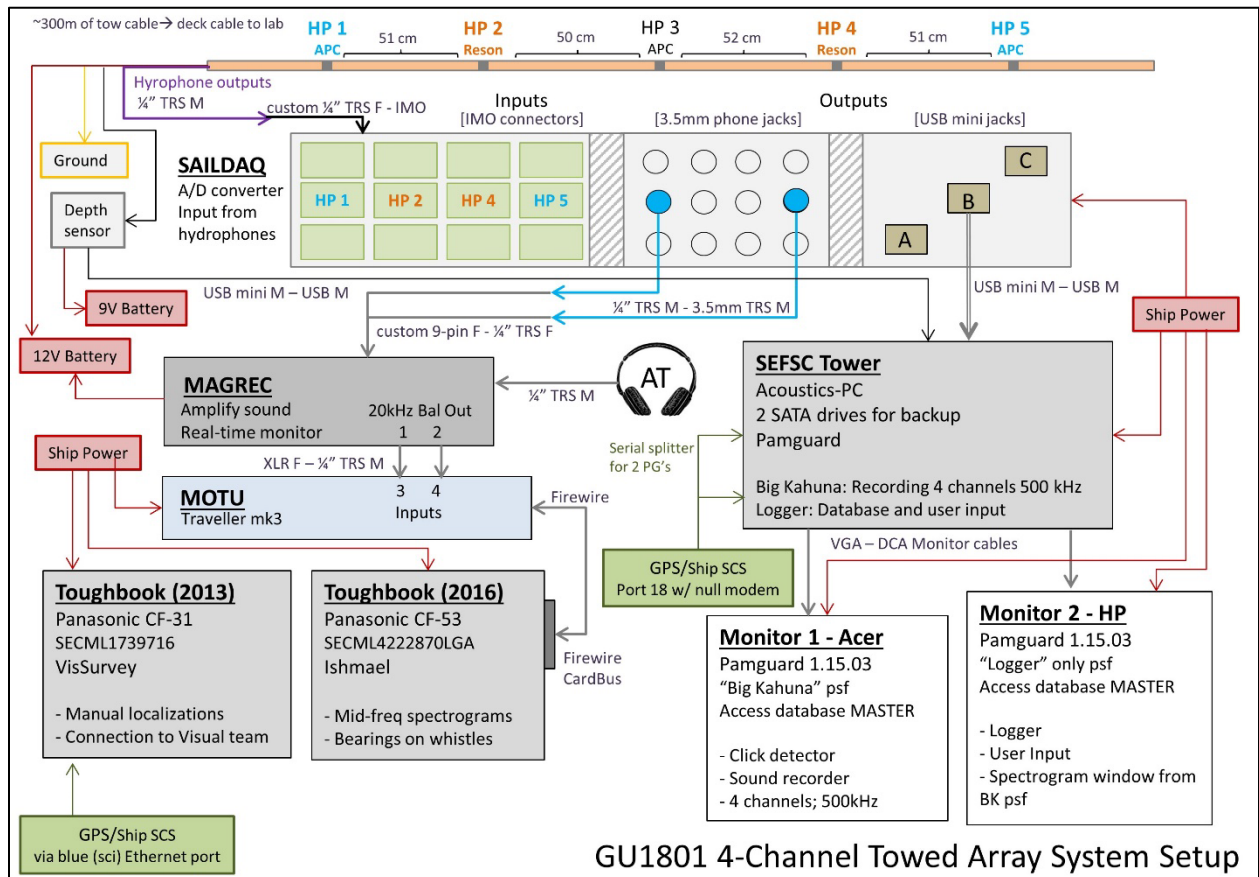 ~300m of tow cable→ deck cable to lab
HP 1
APC
51 cm
HP 2
Reson
50 cm
HP 3
APC
52 cm
HP 4
Reson
51 cm
HP 5
APC
Hyrophone outputs
¼” TRS M
custom ¼” TRS F - IMO
Inputs
[IMO connectors]
Outputs
[3.5mm phone jacks]
[USB mini jacks]
Ground
Depth
sensor
9V Battery
12V Battery
SAILDAQ
A/D converter
Input from
hydrophones
HP 1
HP 2
HP 4
HP 5
A
B
C
USB mini M – USB M
¼” TRS M - 3.5mm TRS M
custom 9-pin F - ¼” TRS F
USB mini M – USB M
Ship Power
MAGREC
Amplify sound
Real-time monitor
20kHz Bal Out
1 2
AT
¼” TRS M
SEFSC Tower
Acoustics-PC
2 SATA drives for backup
Pamguard
Big Kahuna: Recording 4 channels 500 kHz
Logger: Database and user input
Serial splitter
for 2 PG’s
Ship Power
XLR F – ¼” TRS M
MOTU
Traveller mk3
3 4
Inputs
Firewire
Firewire
CardBus
GPS/Ship SCS
Port 18 w/ null modem
VGA – DCA Monitor cables
Toughbook (2013)
Panasonic CF-31
SECML1739716
VisSurvey
- Manual localizations
- Connection to Visual team
Toughbook (2016)
Panasonic CF-53
SECML4222870LGA
Ishmael
- Mid-freq spectrograms
- Bearings on whistles
Monitor 1 - Acer
Pamguard 1.15.03
“Big Kahuna” psf
Access database MASTER
- Click detector
- Sound recorder
- 4 channels; 500kHz
Monitor 2 - HP
Pamguard 1.15.03
“Logger” only psf
Access database MASTER
- Logger
- User Input
- Spectrogram window from
BK psf
GPS/Ship SCS
via blue (sci) Ethernet port
GU1801 4-Channel Towed Array System Setup